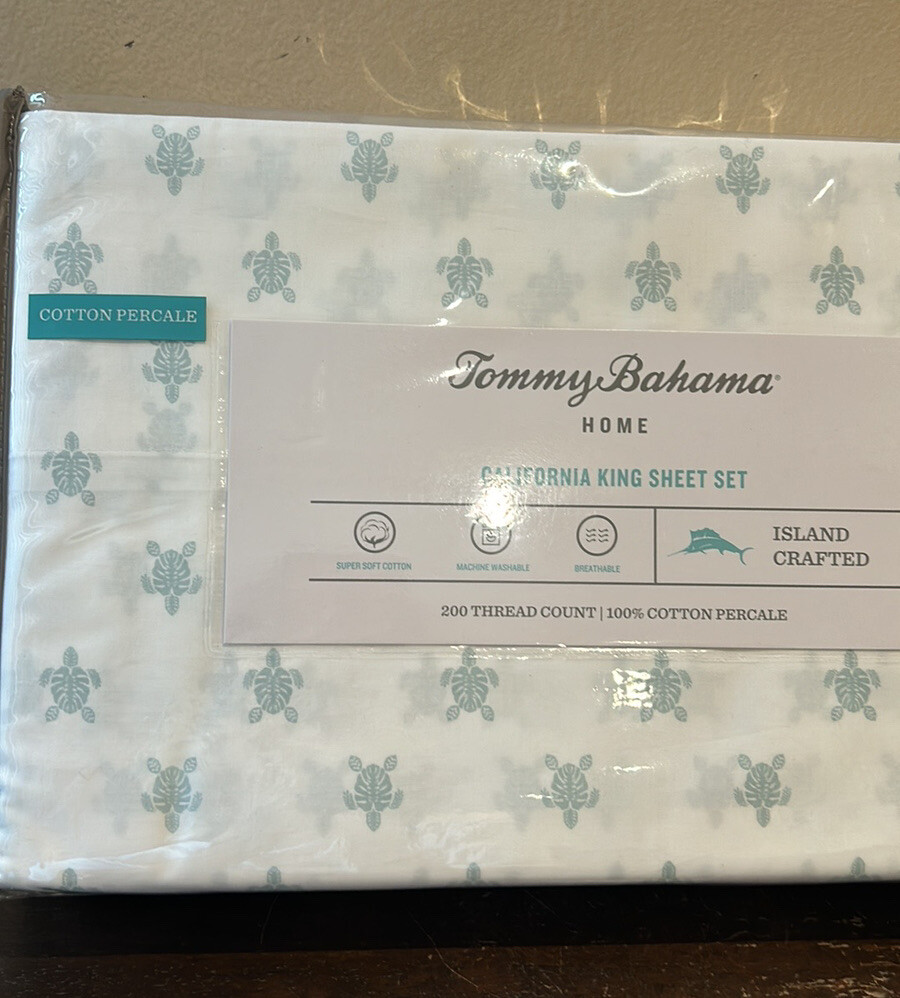 COTTON PERCALE
Tommy Bahama®
HOME
CALIFORNIA KING SHEET SET
SUPER SOFT COTTON
MACHINE WASHABLE
BREATHABLE
ISLAND
CRAFTED
200 THREAD COUNT | 100% COTTON PERCALE